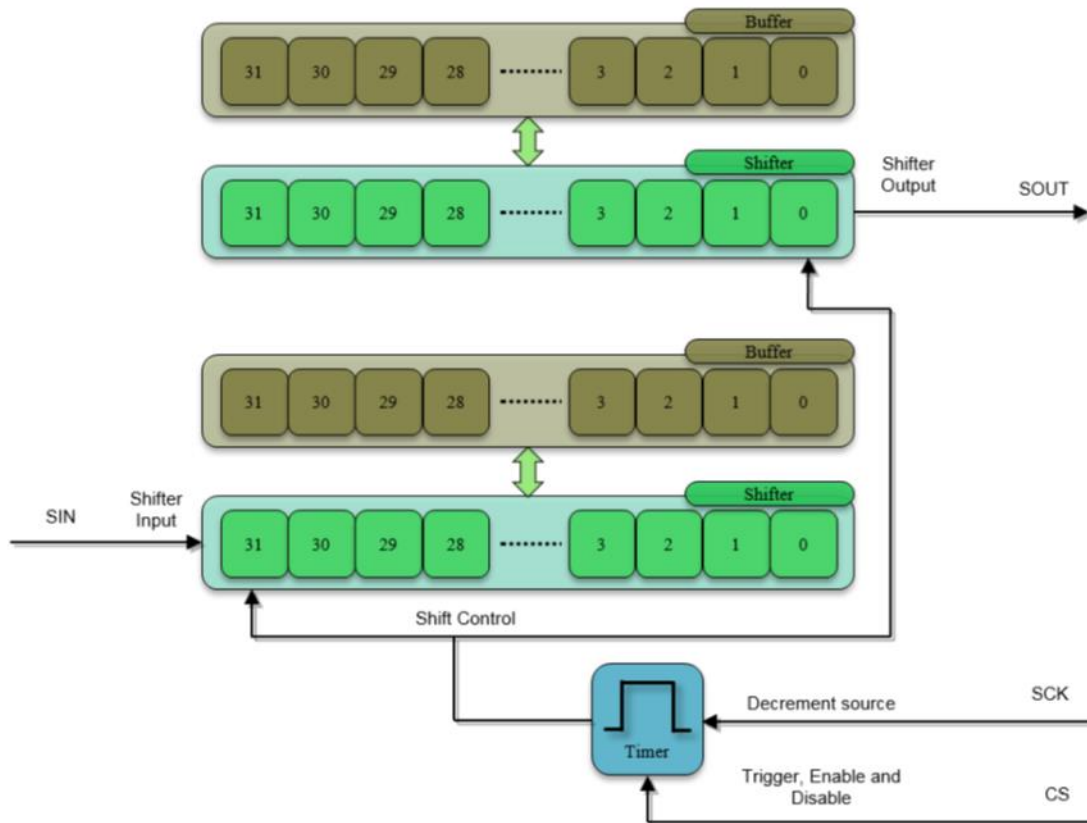 Buffer
31 30 29 28 3 2 1 0
Shifter
31 30 29 28 3 2 1 0
Shifter
Output
SOUT
Buffer
31 30 29 28 3 2 1 0
Shifter
31 30 29 28 3 2 1 0
SIN
Shifter
Input
Shift Control
Timer
Decrement source
SCK
Trigger, Enable and
Disable
CS